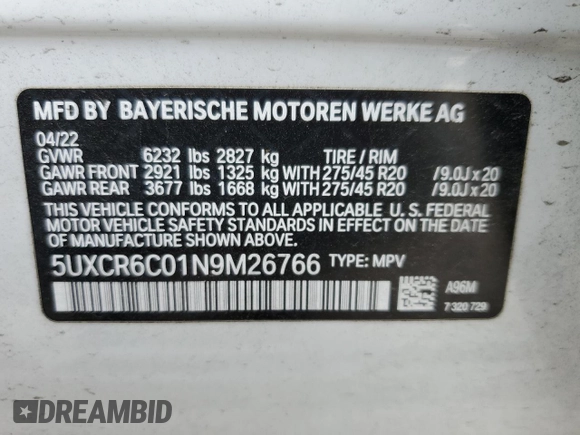 MFD BY BAYERISCHE MOTOREN WERKE AG
04/22
GVWR 6232 lbs 2827 kg TIRE / RIM
GAWR FRONT 2921 lbs 1325 kg WITH 275/45 R20 /9.0J x 20
GAWR REAR 3677 lbs 1668 kg WITH 275/45 R20 /9.0J x 20
THIS VEHICLE CONFORMS TO ALL APPLICABLE U. S. FEDERAL
MOTOR VEHICLE SAFETY STANDARDS IN EFFECT ON THE DATE
OF MANUFACTURE SHOWN ABOVE.
5UXCR6C01N9M26766 TYPE: MPV
A96M
7 320 729
DREAMBID